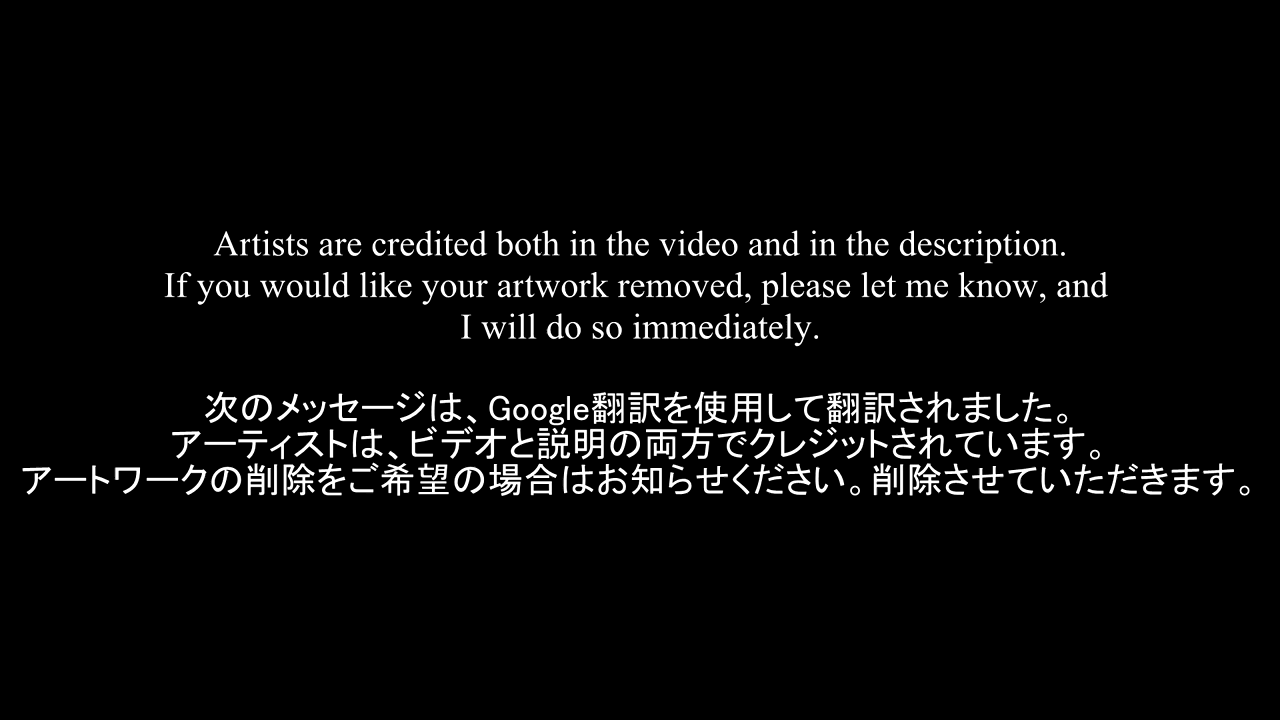 Artists are credited both in the video and in the description.
If you would like your artwork removed, please let me know, and
I will do so immediately.
次のメッセージは、Google翻訳を使用して翻訳されました。
アーティストは、ビデオと説明の両方でクレジットされています。
アートワークの削除をご希望の場合はお知らせください。削除させていただきます。